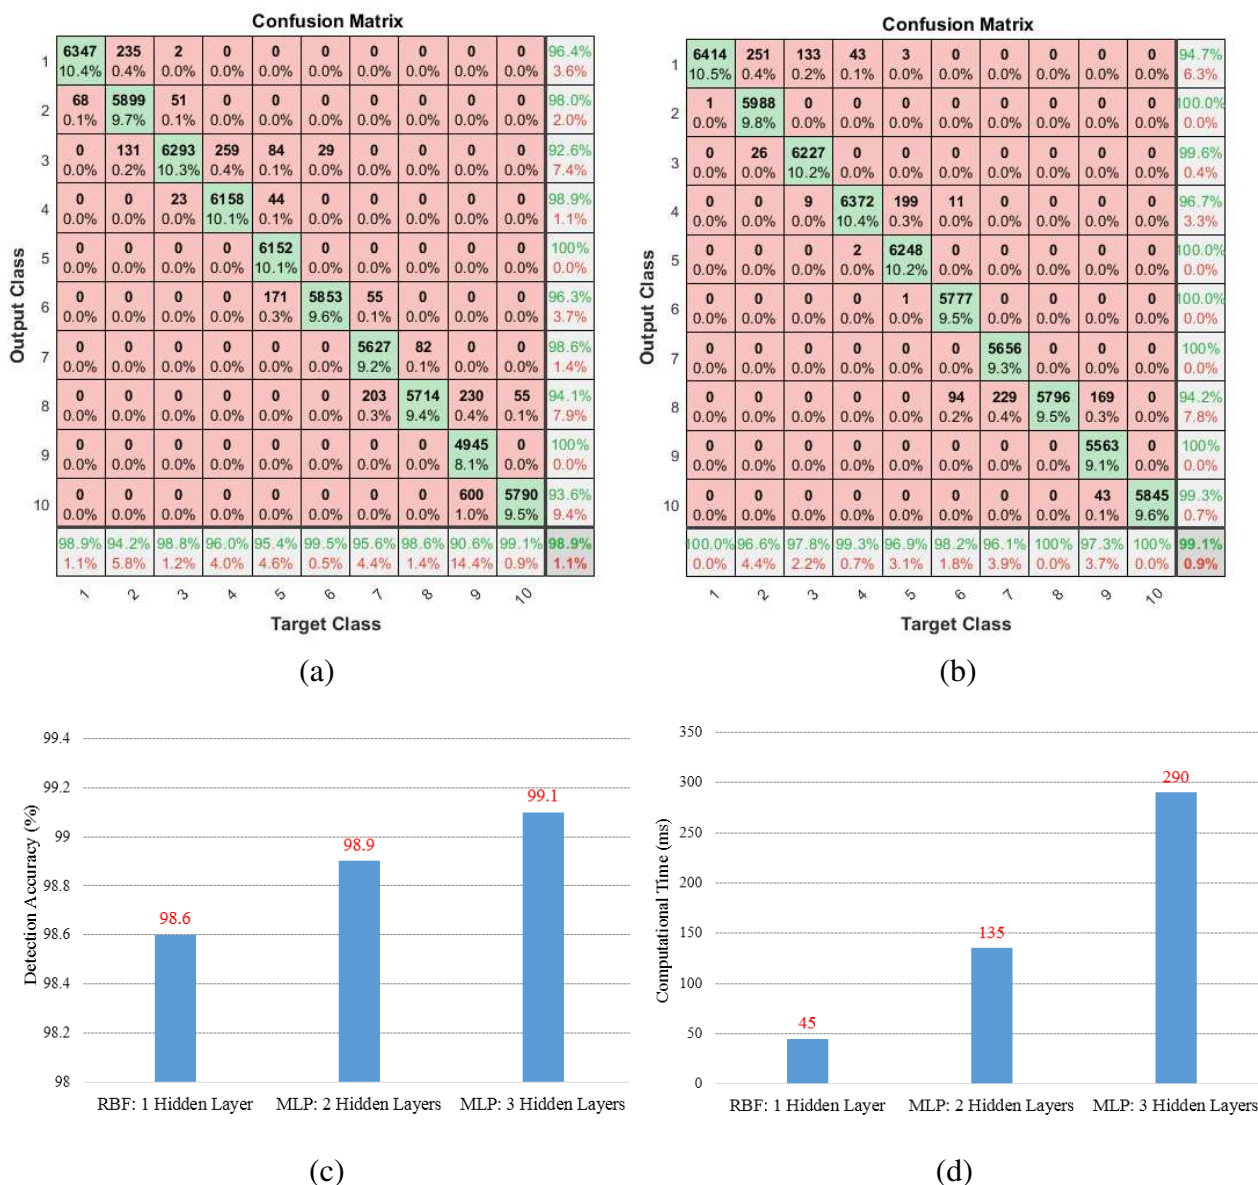 Confusion Matrix
1 6347 235 2 0 0 0 0 0 0 0 96.4%
10.4% 0.4% 0.0% 0.0% 0.0% 0.0% 0.0% 0.0% 0.0% 0.0% 3.6%
2 68 5899 51 0 0 0 0 0 0 0 98.0%
0.1% 9.7% 0.1% 0.0% 0.0% 0.0% 0.0% 0.0% 0.0% 0.0% 2.0%
3 0 131 6293 259 84 29 0 0 0 0 92.6%
0.0% 0.2% 10.3% 0.4% 0.1% 0.0% 0.0% 0.0% 0.0% 0.0% 7.4%
4 0 0 23 6158 44 0 0 0 0 0 98.9%
0.0% 0.0% 0.0% 10.1% 0.1% 0.0% 0.0% 0.0% 0.0% 0.0% 1.1%
5 0 0 0 0 6152 0 0 0 0 0 100%
0.0% 0.0% 0.0% 0.0% 10.1% 0.0% 0.0% 0.0% 0.0% 0.0% 0.0%
6 0 0 0 0 171 5853 55 0 0 0 96.3%
0.0% 0.0% 0.0% 0.0% 0.3% 9.6% 0.1% 0.0% 0.0% 0.0% 3.7%
7 0 0 0 0 0 0 5627 82 0 0 98.6%
0.0% 0.0% 0.0% 0.0% 0.0% 0.0% 9.2% 0.1% 0.0% 0.0% 1.4%
8 0 0 0 0 0 0 203 5714 230 55 94.1%
0.0% 0.0% 0.0% 0.0% 0.0% 0.0% 0.3% 9.4% 0.4% 0.1% 7.9%
9 0 0 0 0 0 0 0 0 4945 0 100%
0.0% 0.0% 0.0% 0.0% 0.0% 0.0% 0.0% 0.0% 8.1% 0.0% 0.0%
10 0 0 0 0 0 0 0 0 600 5790 93.6%
0.0% 0.0% 0.0% 0.0% 0.0% 0.0% 0.0% 0.0% 1.0% 9.5% 9.4%
98.9% 94.2% 98.8% 96.0% 95.4% 99.5% 95.6% 98.6% 90.6% 99.1% 98.9%
1.1% 5.8% 1.2% 4.0% 4.6% 0.5% 4.4% 1.4% 14.4% 0.9% 1.1%
1 2 3 4 5 6 7 8 9 10
Output Class
Target Class
(a)
Confusion Matrix
1 6414 251 133 43 3 0 0 0 0 0 94.7%
10.5% 0.4% 0.2% 0.1% 0.0% 0.0% 0.0% 0.0% 0.0% 0.0% 6.3%
2 1 5988 0 0 0 0 0 0 0 0 100.0%
0.0% 9.8% 0.0% 0.0% 0.0% 0.0% 0.0% 0.0% 0.0% 0.0% 0.0%
3 0 26 6227 0 0 0 0 0 0 0 99.6%
0.0% 0.0% 10.2% 0.0% 0.0% 0.0% 0.0% 0.0% 0.0% 0.0% 0.4%
4 0 0 9 6372 199 11 0 0 0 0 96.7%
0.0% 0.0% 0.0% 10.4% 0.3% 0.0% 0.0% 0.0% 0.0% 0.0% 3.3%
5 0 0 0 2 6248 0 0 0 0 0 100.0%
0.0% 0.0% 0.0% 0.0% 10.2% 0.0% 0.0% 0.0% 0.0% 0.0% 0.0%
6 0 0 0 0 1 5777 0 0 0 0 100.0%
0.0% 0.0% 0.0% 0.0% 0.0% 9.5% 0.0% 0.0% 0.0% 0.0% 0.0%
7 0 0 0 0 0 0 5656 0 0 0 100%
0.0% 0.0% 0.0% 0.0% 0.0% 0.0% 9.3% 0.0% 0.0% 0.0% 0.0%
8 0 0 0 0 0 94 229 5796 169 0 94.2%
0.0% 0.0% 0.0% 0.0% 0.0% 0.2% 0.4% 9.5% 0.3% 0.0% 7.8%
9 0 0 0 0 0 0 0 0 5563 0 100%
0.0% 0.0% 0.0% 0.0% 0.0% 0.0% 0.0% 0.0% 9.1% 0.0% 0.0%
10 0 0 0 0 0 0 0 0 43 5845 99.3%
0.0% 0.0% 0.0% 0.0% 0.0% 0.0% 0.0% 0.0% 0.1% 9.6% 0.7%
100.0% 96.6% 97.8% 99.3% 96.9% 98.2% 96.1% 100% 97.3% 100% 99.1%
0.0% 4.4% 2.2% 0.7% 3.1% 1.8% 3.9% 0.0% 3.7% 0.0% 0.9%
1 2 3 4 5 6 7 8 9 10
Output Class
Target Class
(b)
99.4
99.2
99
98.8
98.6
98.4
98.2
98
Detection Accuracy (%)
98.6
98.9
99.1
RBF: 1 Hidden Layer MLP: 2 Hidden Layers MLP: 3 Hidden Layers
(c)
350
300
250
200
150
100
50
0
Computational Time (ms)
45
135
290
RBF: 1 Hidden Layer MLP: 2 Hidden Layers MLP: 3 Hidden Layers
(d)